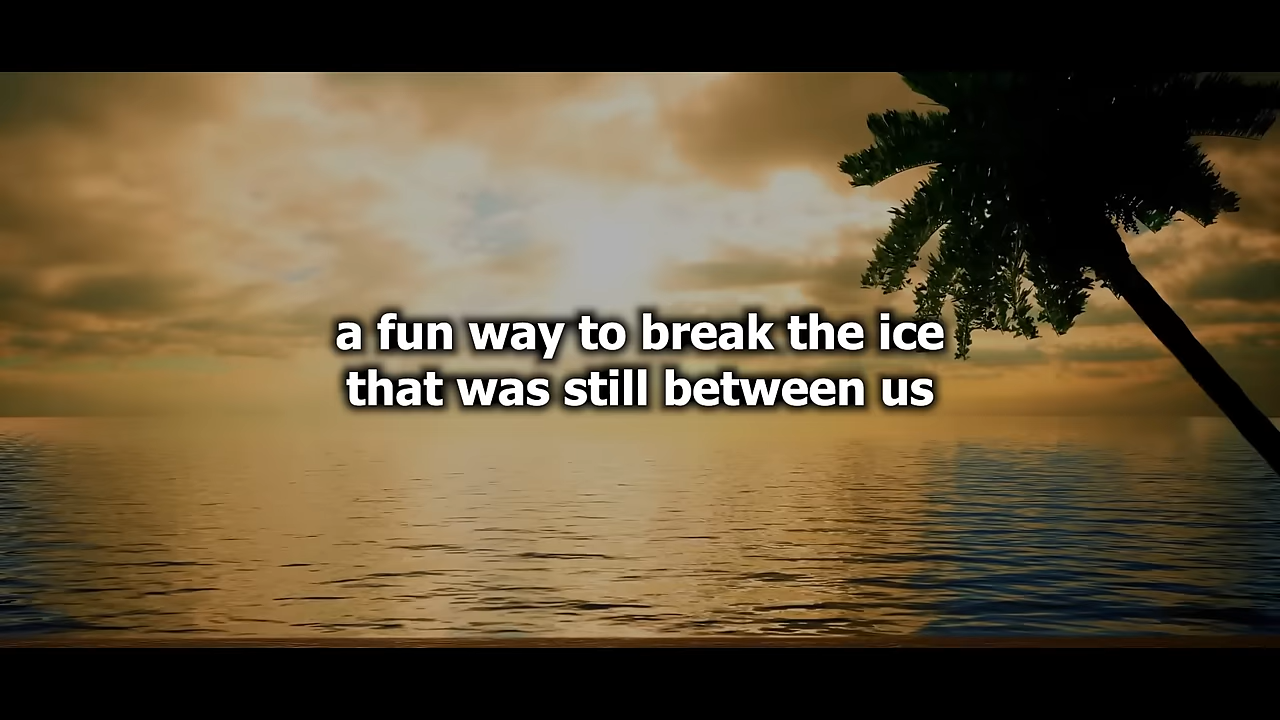 a fun way to break the ice
that was still between us